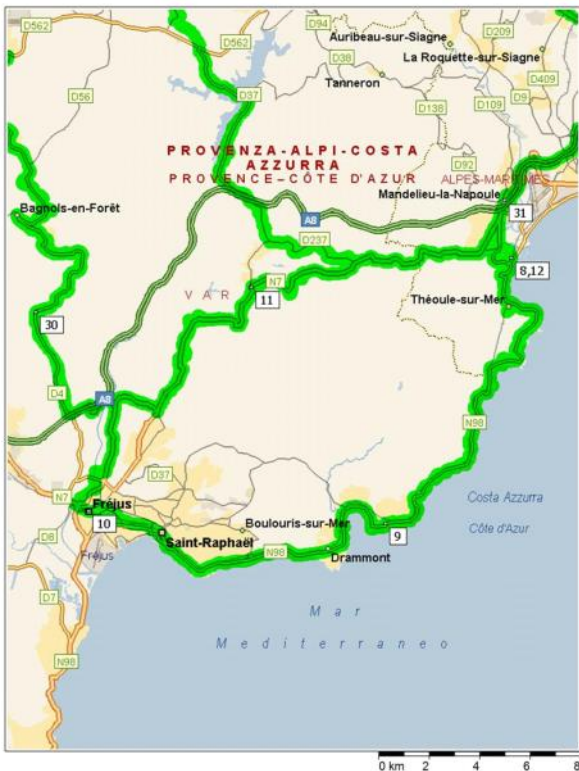 D562
D562
D94
Auribeau-sur-Siagne
D209
D38
La Roquette-sur-Siagne
Tanneron
D409
D56
D37
D138
D109
D9
PROVENZA-ALPI-COSTA
AZZURRA
PROVENCE-CÔTE D'AZUR
D92
ALPES-MARITIMES
Mandelieu-la-Napoule
Bagnols-en-Forêt
A8
31
D237
8,12
N7
VAR
11
Théoule-sur-Mer
30
D4
A8
N98
D37
N7
Fréjus
Costa Azzurra
10
Boulouris-sur-Mer
Côte d'Azur
D8
Saint-Raphaël
9
Fréjus
N98
Drammont
D7
Mar
Mediterraneo
N98
0 km 2 4 6 8